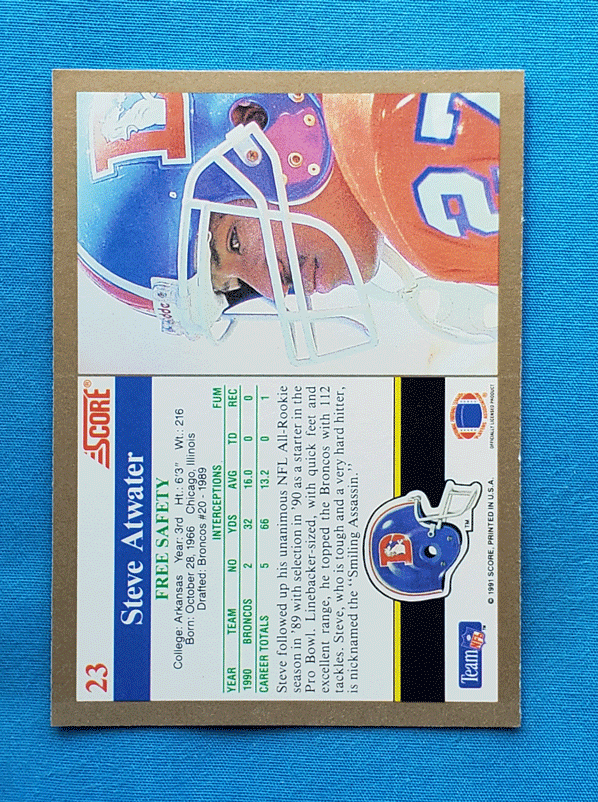 23
SCORE®
Steve Atwater
FREE SAFETY
College: Arkansas Year: 3rd Ht.: 6'3" Wt.: 216
Born: October 28, 1966 Chicago, Illinois
Drafted: Broncos #20 - 1989
INTERCEPTIONS FUM
YEAR TEAM NO YDS AVG TD REC
1990 BRONCOS 2 32 16.0 0 0
CAREER TOTALS 5 66 13.2 0 1
Steve followed up his unanimous NFL All-Rookie
season in '89 with selection in '90 as a starter in the
Pro Bowl. Linebacker-sized, with quick feet and
excellent range, he topped the Broncos with 112
tackles. Steve, who is tough and a very hard hitter,
is nicknamed the "Smiling Assassin."
D
TM
Team NFL™
© 1991 SCORE, PRINTED IN U.S.A.
OFFICIALLY LICENSED PRODUCT
D
27